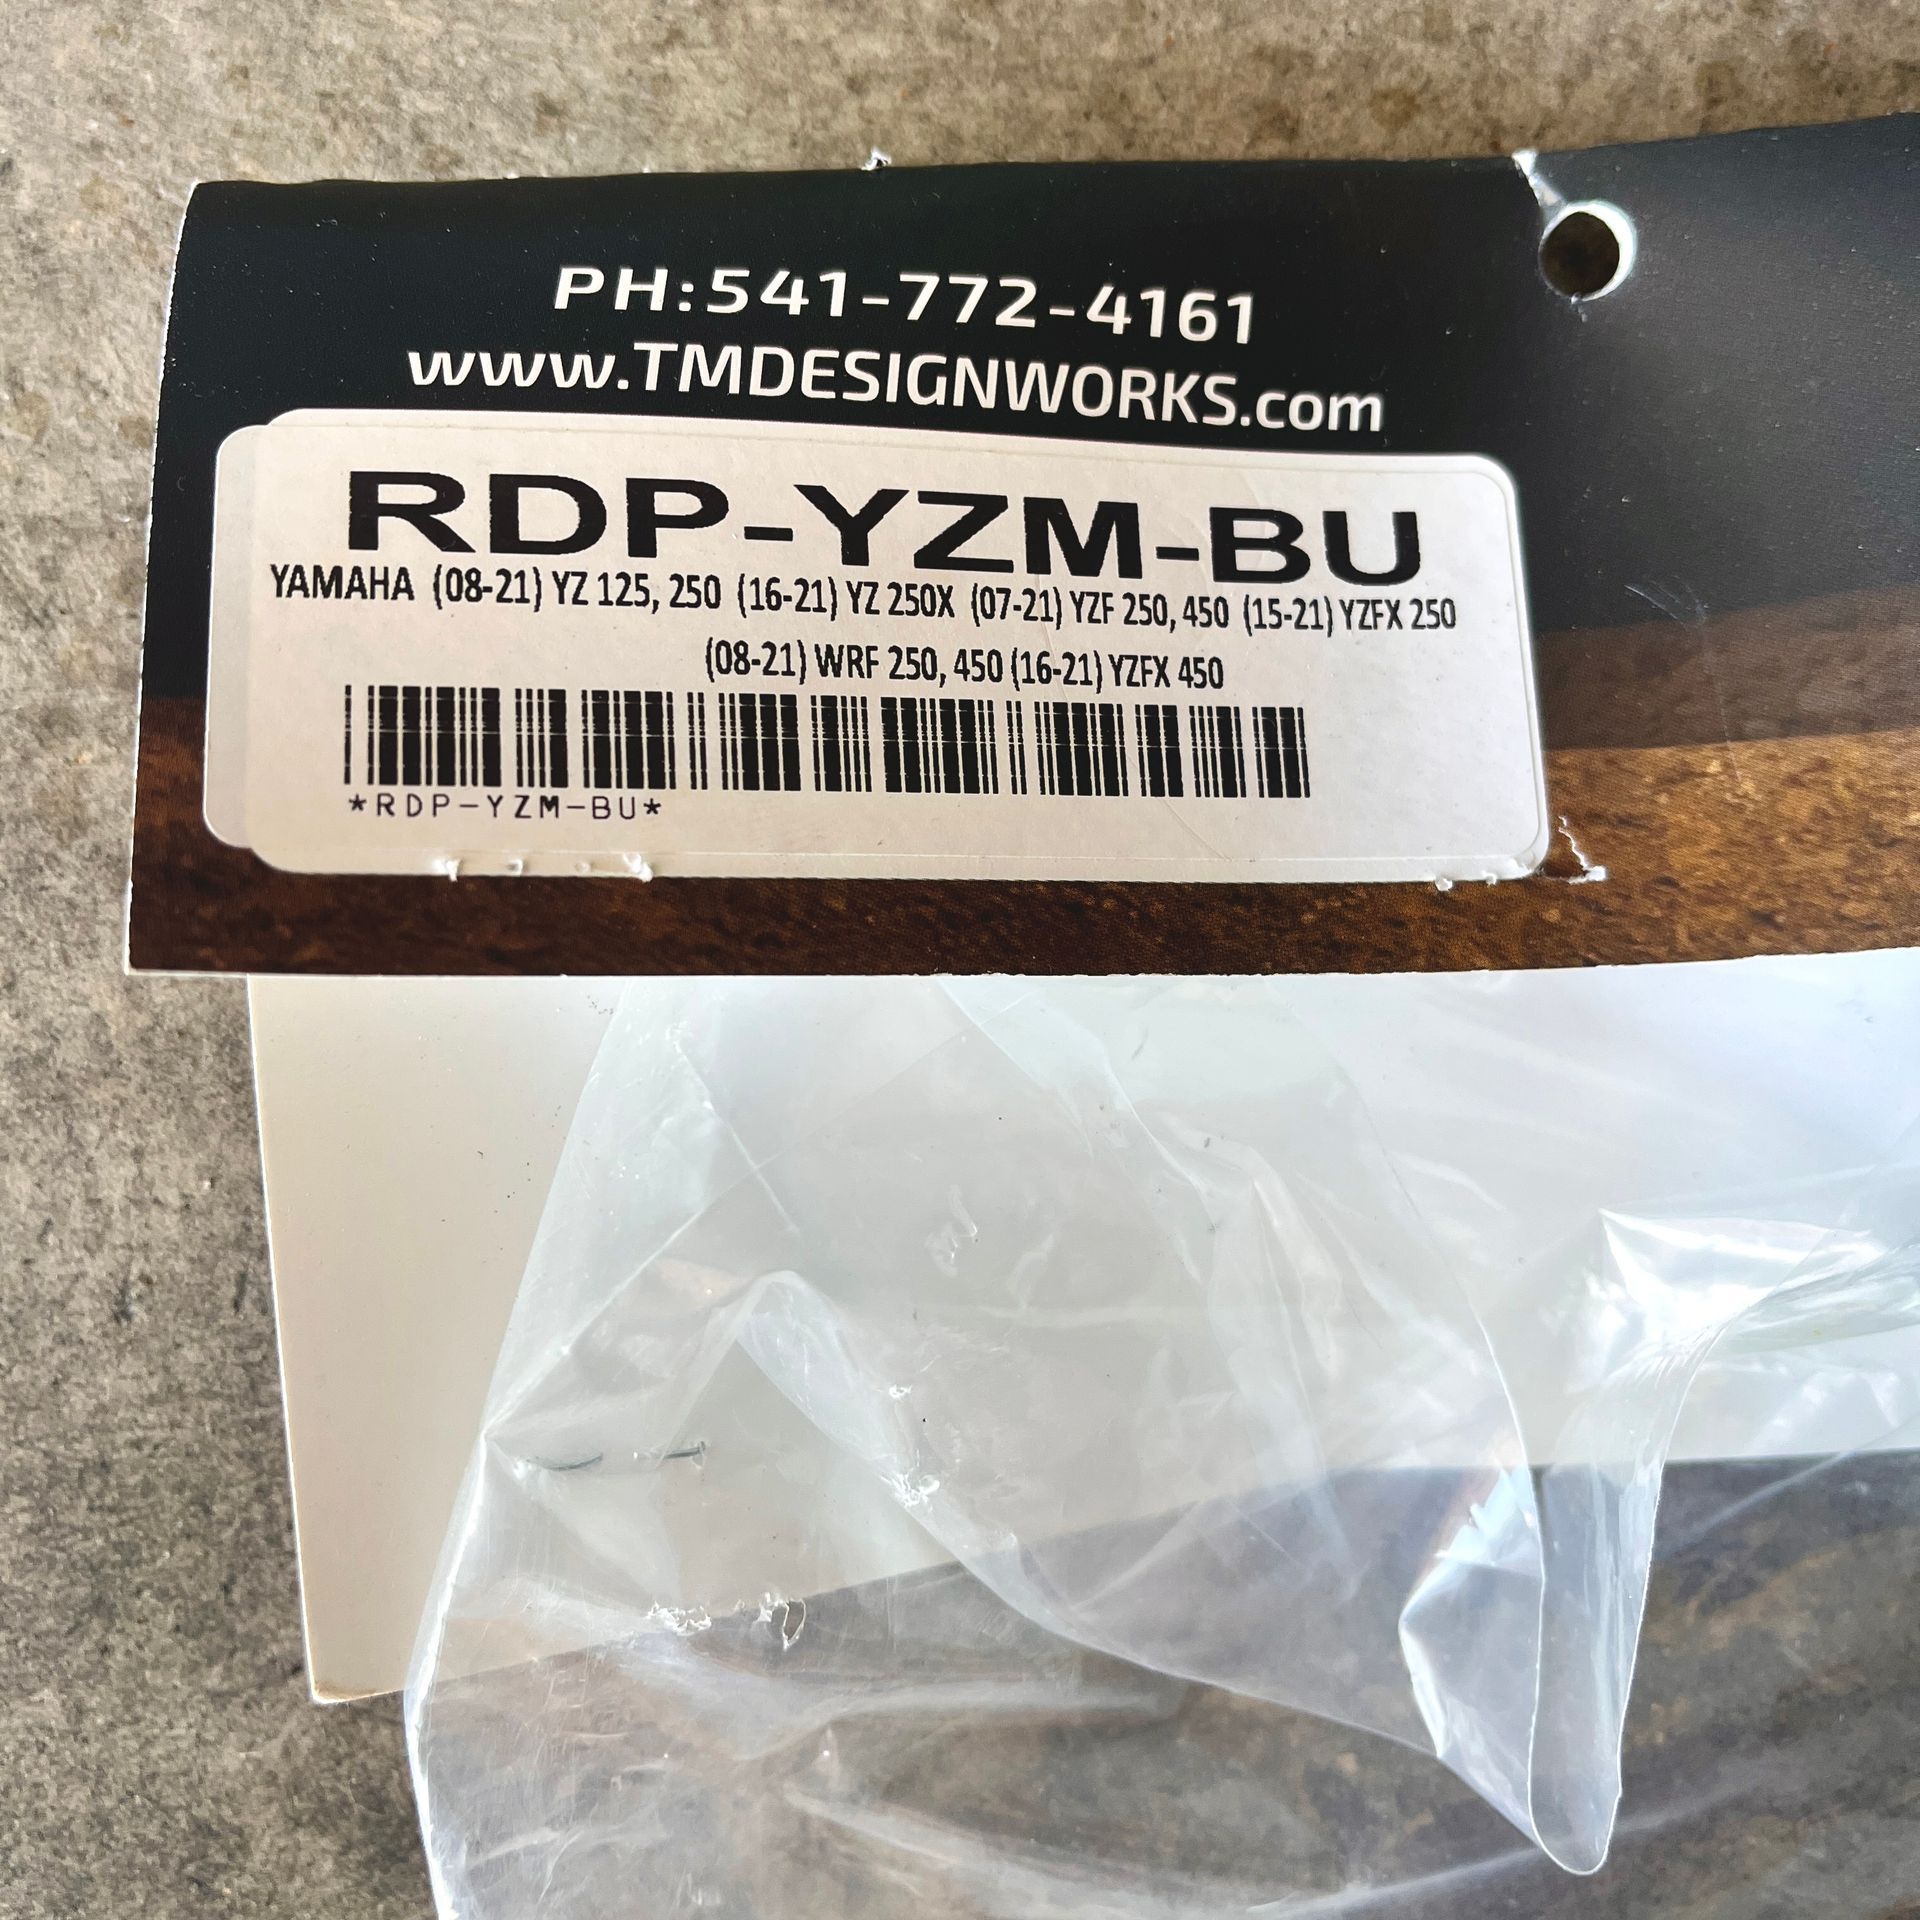 PH:541-772-4161
www.TMDESIGNWORKS.com
RDP-YZM-BU
YAMAHA (08-21) YZ 125, 250 (16-21) YZ 250X (07-21) YZF 250, 450 (15-21) YZFX 250
(08-21) WRF 250, 450 (16-21) YZFX 450
*RDP-YZM-BU*